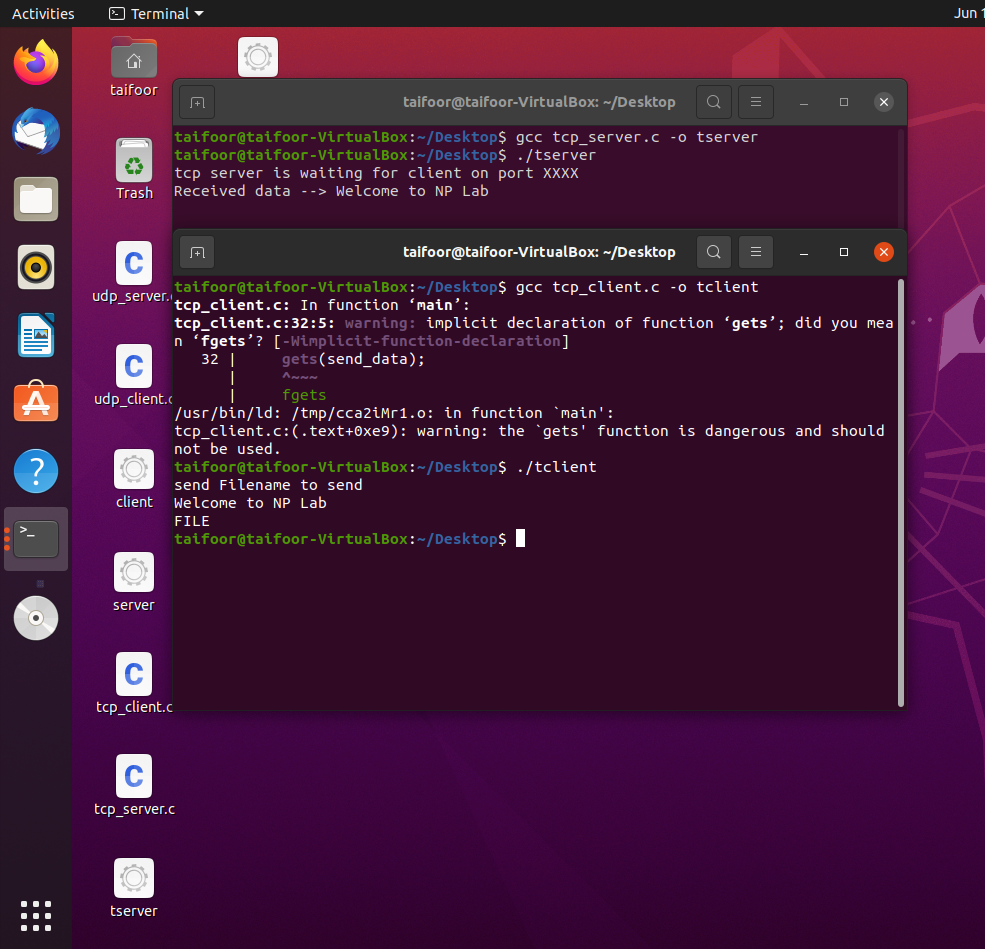 Activities
Terminal
Jun 1
taifoor
Trash
udp_server.c
udp_client.c
client
server
tcp_client.c
tcp_server.c
tserver
taifoor@taifoor-VirtualBox: ~/Desktop
taifoor@taifoor-VirtualBox:~/Desktop$ gcc tcp_server.c -o tserver
taifoor@taifoor-VirtualBox:~/Desktop$ ./tserver
tcp server is waiting for client on port XXXX
Received data --> Welcome to NP Lab
taifoor@taifoor-VirtualBox: ~/Desktop
taifoor@taifoor-VirtualBox:~/Desktop$ gcc tcp_client.c -o tclient
tcp_client.c: In function ‘main’:
tcp_client.c:32:5: warning: implicit declaration of function ‘gets’; did you mea
n ‘fgets’? [-Wimplicit-function-declaration]
32 |     gets(send_data);
|     ^~~~
|     fgets
/usr/bin/ld: /tmp/cca2iMr1.o: in function `main':
tcp_client.c:(.text+0xe9): warning: the `gets' function is dangerous and should
not be used.
taifoor@taifoor-VirtualBox:~/Desktop$ ./tclient
send Filename to send
Welcome to NP Lab
FILE
taifoor@taifoor-VirtualBox:~/Desktop$